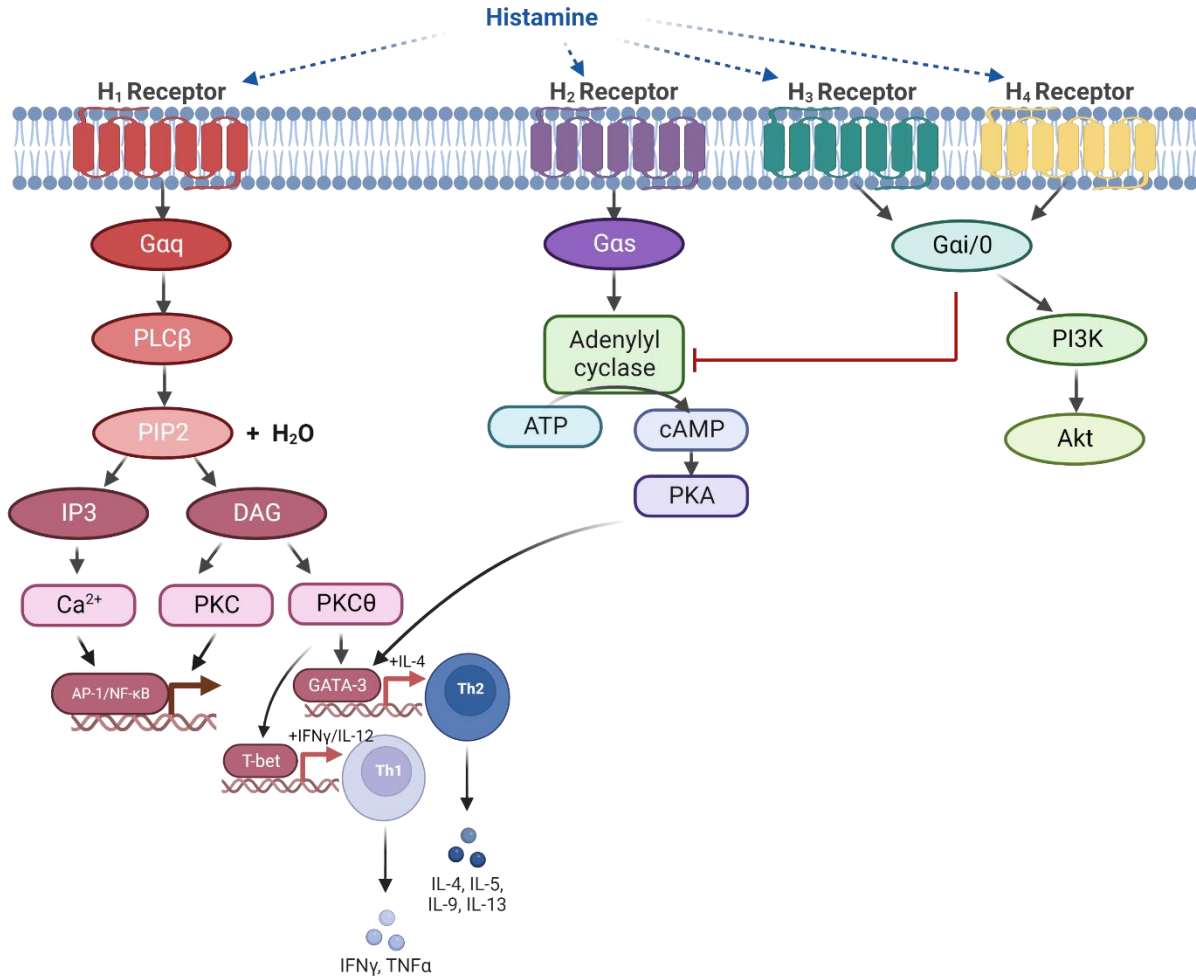 Histamine
H₁ Receptor
H₂ Receptor
H₃ Receptor
H₄ Receptor
Gαq
Gαs
Gαi/0
PLCβ
Adenylyl
cyclase
PI3K
PIP2 + H₂O
ATP
cAMP
Akt
IP3
DAG
PKA
Ca²⁺
PKC
PKCθ
AP-1/NF-κB
GATA-3
+IL-4
Th2
T-bet
+IFNγ/IL-12
Th1
IL-4, IL-5,
IL-9, IL-13
IFNγ, TNFα